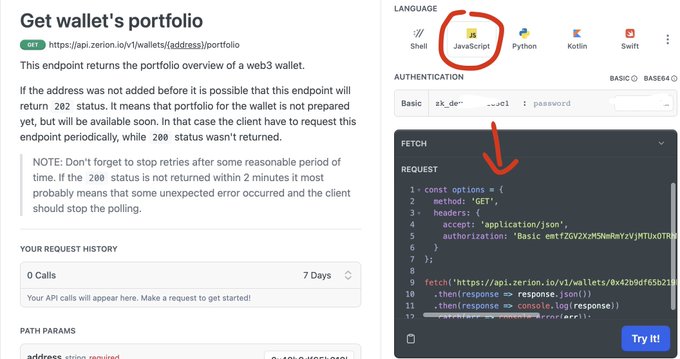 Get wallet's portfolio
GET https://api.zerion.io/v1/wallets/{address}/portfolio
This endpoint returns the portfolio overview of a web3 wallet.
If the address was not added before it is possible that this endpoint will
return 202 status. It means that portfolio for the wallet is not prepared
yet, but will be available soon. In that case the client have to request this
endpoint periodically, while 200 status wasn't returned.
NOTE: Don't forget to stop retries after some reasonable period of
time. If the 200 status is not returned within 2 minutes it most
probably means that some unexpected error occurred and the client
should stop the polling.
YOUR REQUEST HISTORY
0 Calls 7 Days
Your API calls will appear here. Make a request to get started!
PATH PARAMS
address string required
LANGUAGE
Shell JavaScript Python Kotlin Swift
JS
AUTHENTICATION BASIC BASE64
Basic : password
FETCH
REQUEST
1 const options = {
2 method: 'GET',
3 headers: {
4 accept: 'application/json',
5 authorization: 'Basic
6 }
7 };
8
9 fetch('https://api.zerion.io/v1/wallets/0x42b9df65b219
10 .then(response => response.json())
11 .then(response => console.log(response))
12 .catch(err => console.error(err));
Try It!